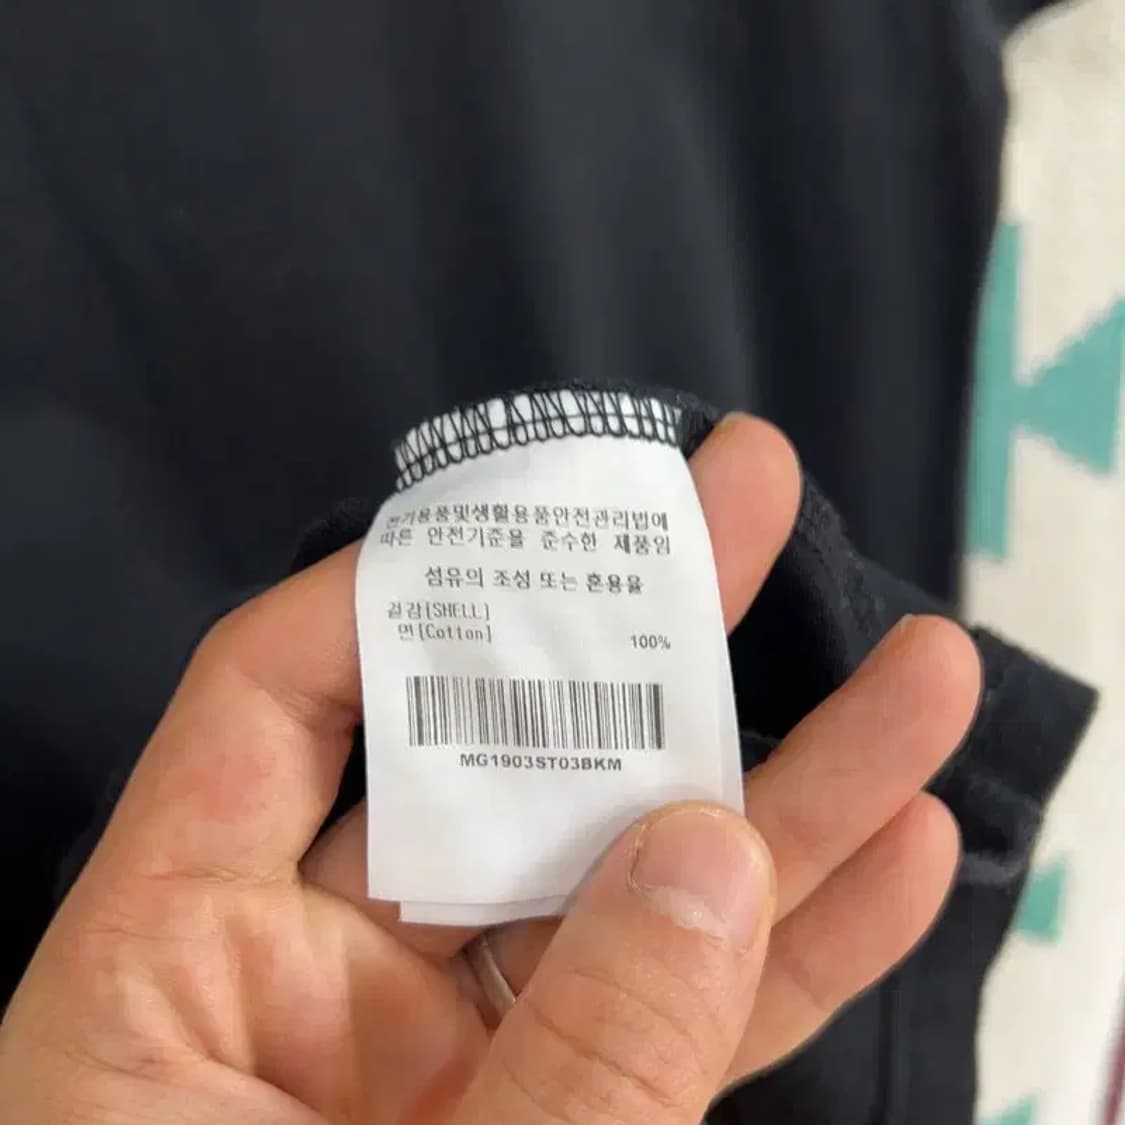 전기용품및생활용품안전관리법에
따른 안전기준을 준수한 제품임
섬유의 조성 또는 혼용율
겉감[SHELL]
면[Cotton] 100%
MG1903ST03BKM